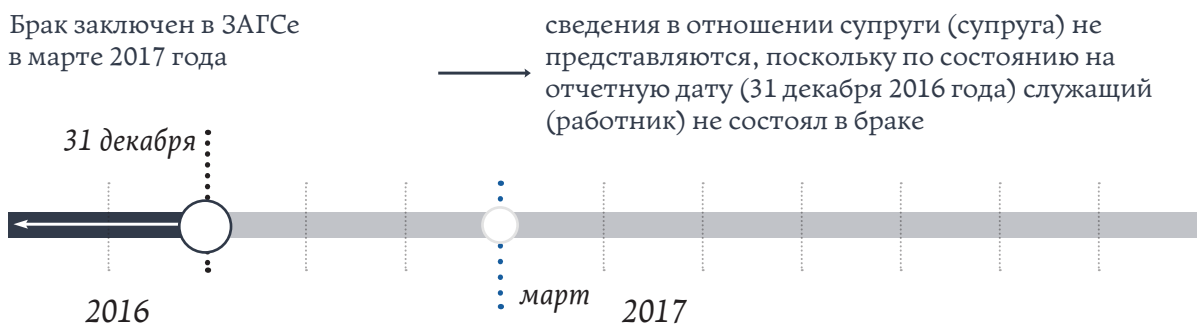 Брак заключен в ЗАГСе
в марте 2017 года
сведения в отношении супруги (супруга) не
представляются, поскольку по состоянию на
отчетную дату (31 декабря 2016 года) служащий
(работник) не состоял в браке
31 декабря
март
2016
2017